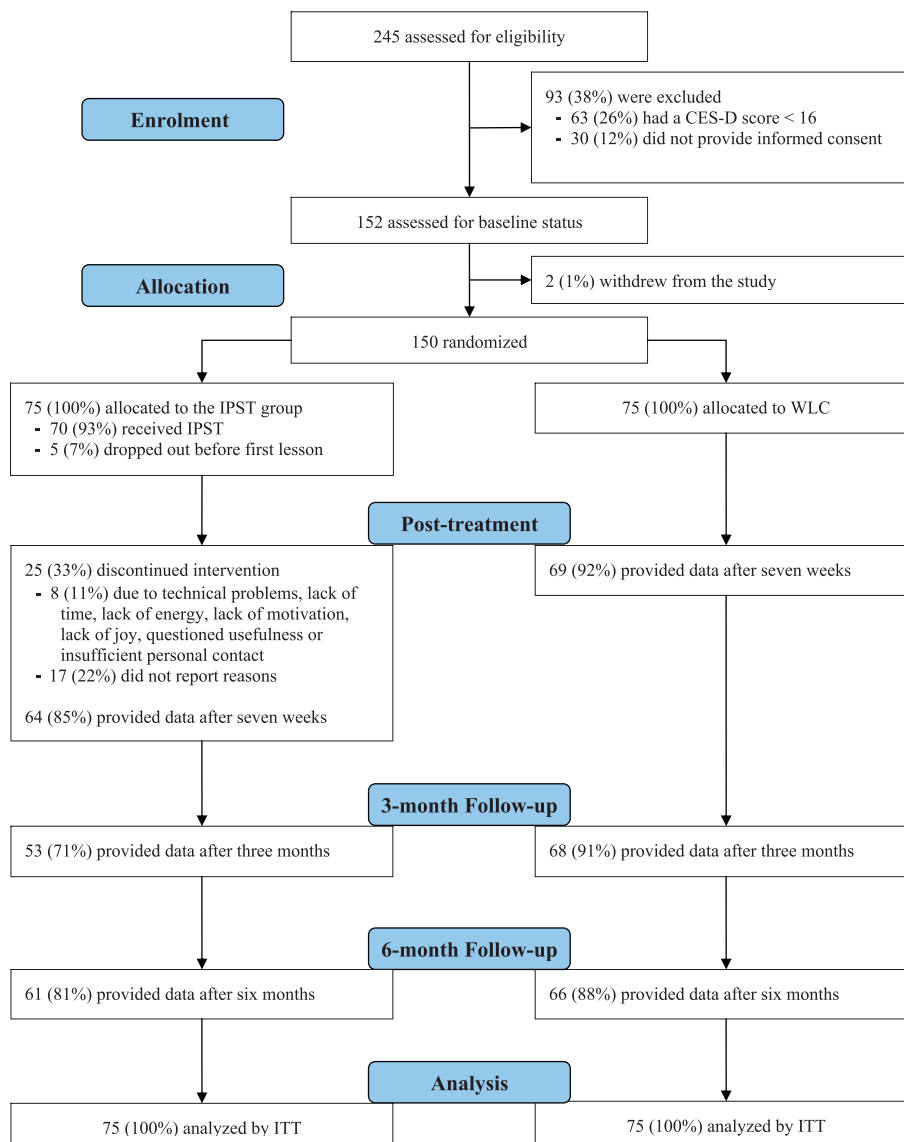 245 assessed for eligibility
Enrolment
93 (38%) were excluded
- 63 (26%) had a CES-D score < 16
- 30 (12%) did not provide informed consent
152 assessed for baseline status
Allocation
2 (1%) withdrew from the study
150 randomized
75 (100%) allocated to the IPST group
- 70 (93%) received IPST
- 5 (7%) dropped out before first lesson
75 (100%) allocated to WLC
Post-treatment
25 (33%) discontinued intervention
- 8 (11%) due to technical problems, lack of
time, lack of energy, lack of motivation,
lack of joy, questioned usefulness or
insufficient personal contact
- 17 (22%) did not report reasons
64 (85%) provided data after seven weeks
69 (92%) provided data after seven weeks
3-month Follow-up
53 (71%) provided data after three months
68 (91%) provided data after three months
6-month Follow-up
61 (81%) provided data after six months
66 (88%) provided data after six months
Analysis
75 (100%) analyzed by ITT
75 (100%) analyzed by ITT